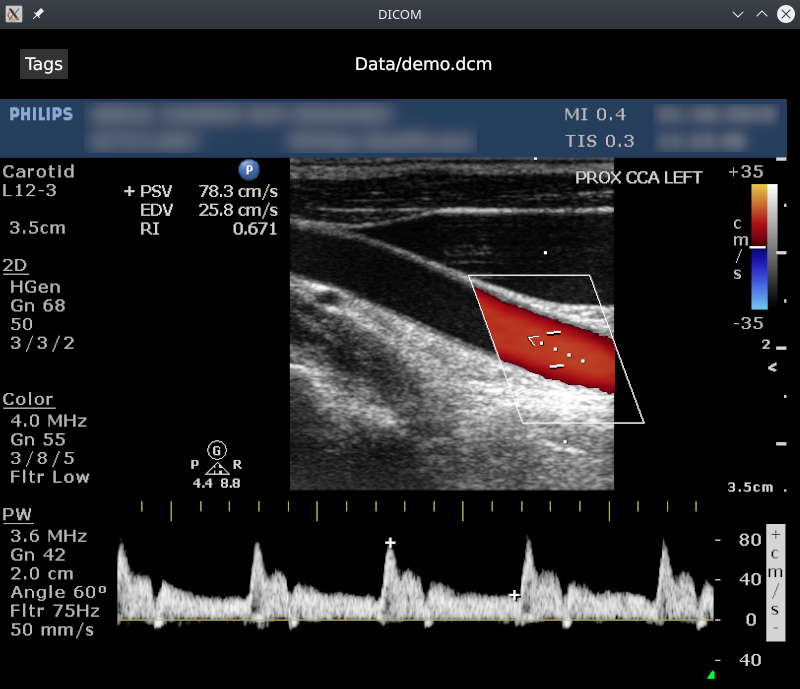 DICOM
Tags
Data/demo.dcm
PHILIPS
MI 0.4
TIS 0.3
Carotid
L12-3
3.5cm
P
+ PSV 78.3 cm/s
EDV 25.8 cm/s
RI 0.671
PROX CCA LEFT
+35
cm/s
-35
2
<
3.5cm
2D
HGen
Gn 68
50
3/3/2
Color
4.0 MHz
Gn 55
3/8/5
Fltr Low
G
P R
4.4 8.8
PW
3.6 MHz
Gn 42
2.0 cm
Angle 60º
Fltr 75Hz
50 mm/s
- 80
- 40
- 0
- 40
+
cm/s
-